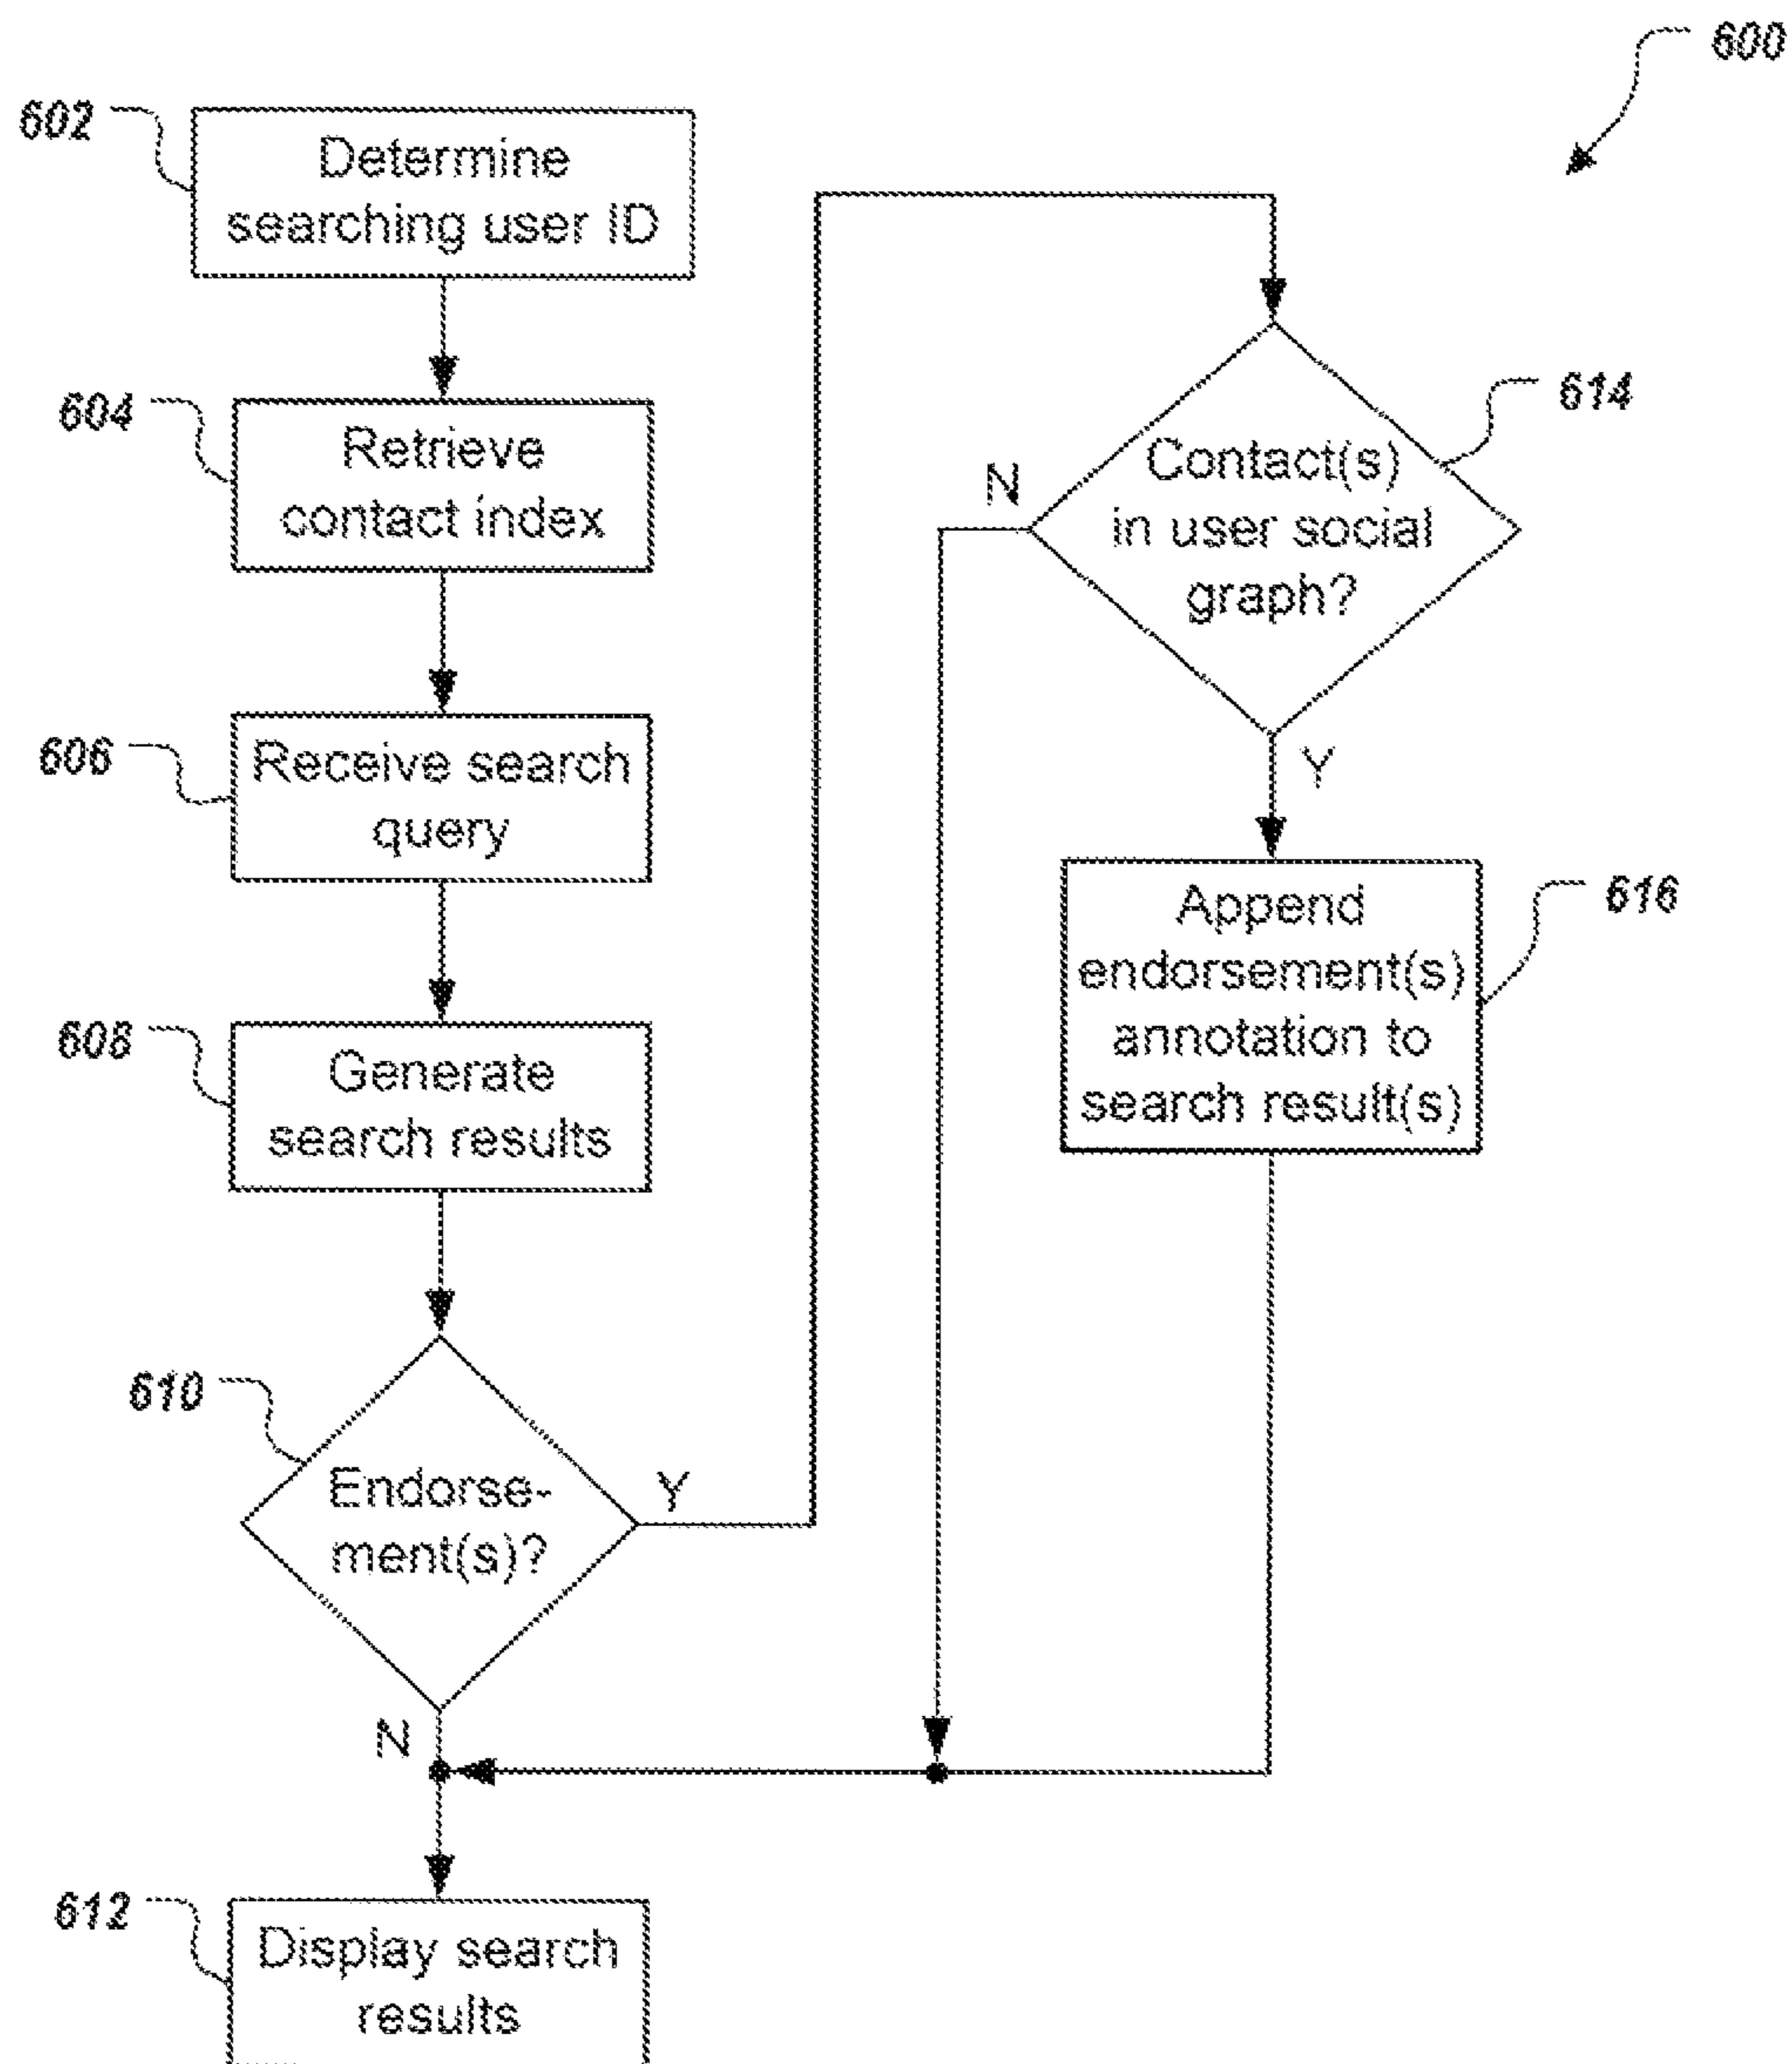 600
602
Determine
searching user ID
604
Retrieve
contact index
606
Receive search
query
608
Generate
search results
610
Endorse-
ment(s)?
Y
N
612
Display search
results
614
Contact(s)
in user social
graph?
N
Y
616
Append
endorsement(s)
annotation to
search result(s)